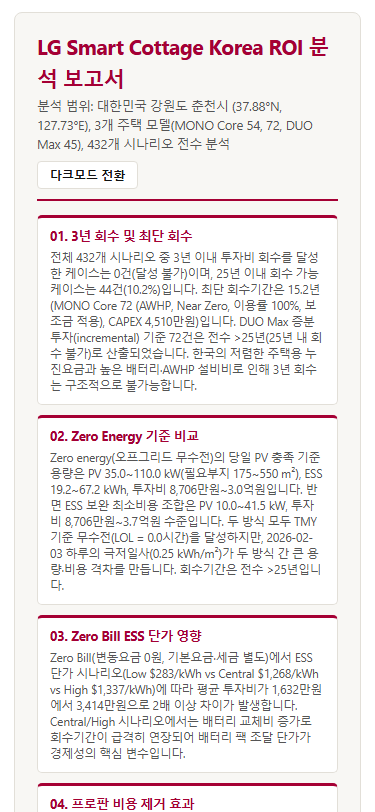 LG Smart Cottage Korea ROI 분
석 보고서
분석 범위: 대한민국 강원도 춘천시 (37.88°N,
127.73°E), 3개 주택 모델(MONO Core 54, 72, DUO
Max 45), 432개 시나리오 전수 분석
다크모드 전환
01. 3년 회수 및 최단 회수
전체 432개 시나리오 중 3년 이내 투자비 회수를 달성
한 케이스는 0건(달성 불가)이며, 25년 이내 회수 가능
케이스는 44건(10.2%)입니다. 최단 회수기간은 15.2년
(MONO Core 72 (AWHP, Near Zero, 이용률 100%, 보
조금 적용), CAPEX 4,510만원)입니다. DUO Max 증분
투자(incremental) 기준 72건은 전수 >25년(25년 내 회
수 불가)로 산출되었습니다. 한국의 저렴한 주택용 누
진요금과 높은 배터리·AWHP 설비비로 인해 3년 회수
는 구조적으로 불가능합니다.
02. Zero Energy 기준 비교
Zero energy(오프그리드 무수전)의 당일 PV 충족 기준
용량은 PV 35.0~110.0 kW(필요부지 175~550 m²), ESS
19.2~67.2 kWh, 투자비 8,706만원~3.0억원입니다. 반
면 ESS 보완 최소비용 조합은 PV 10.0~41.5 kW, 투자
비 8,706만원~3.7억원 수준입니다. 두 방식 모두 TMY
기준 무수전(LOL = 0.0시간)을 달성하지만, 2026-02-
03 하루의 극저일사(0.25 kWh/m²)가 두 방식 간 큰 용
량·비용 격차를 만듭니다. 회수기간은 전수 >25년입니
다.
03. Zero Bill ESS 단가 영향
Zero Bill(변동요금 0원, 기본요금·세금 별도)에서 ESS
단가 시나리오(Low $283/kWh vs Central $1,268/kWh
vs High $1,337/kWh)에 따라 평균 투자비가 1,632만원
에서 3,414만원으로 2배 이상 차이가 발생합니다.
Central/High 시나리오에서는 배터리 교체비 증가로
회수기간이 급격히 연장되어 배터리 팩 조달 단가가
경제성의 핵심 변수입니다.
04. 프로판 비용 제거 효과